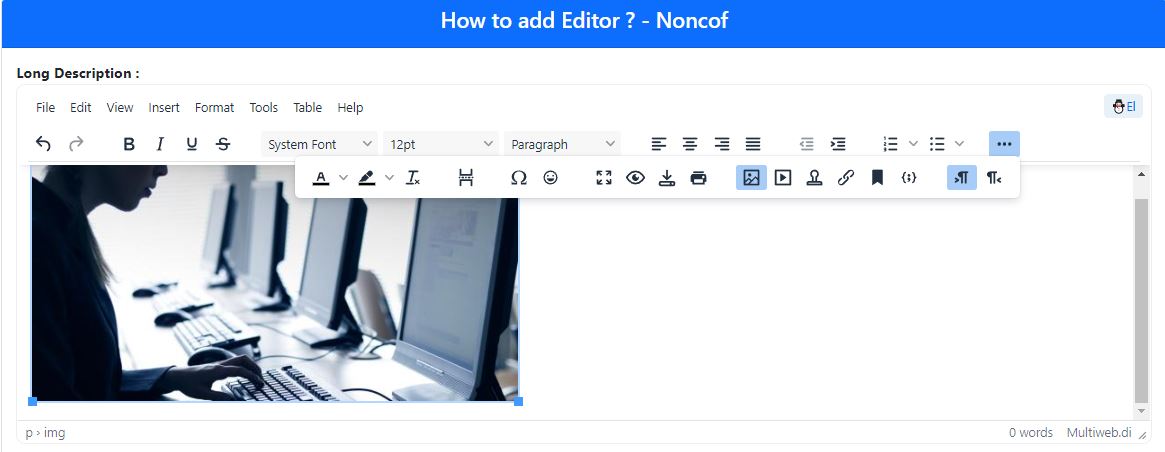 How to add Editor ? - Noncof
Long Description :
File Edit View Insert Format Tools Table Help
El
System Font 12pt Paragraph
p › img
0 words Multiweb.di